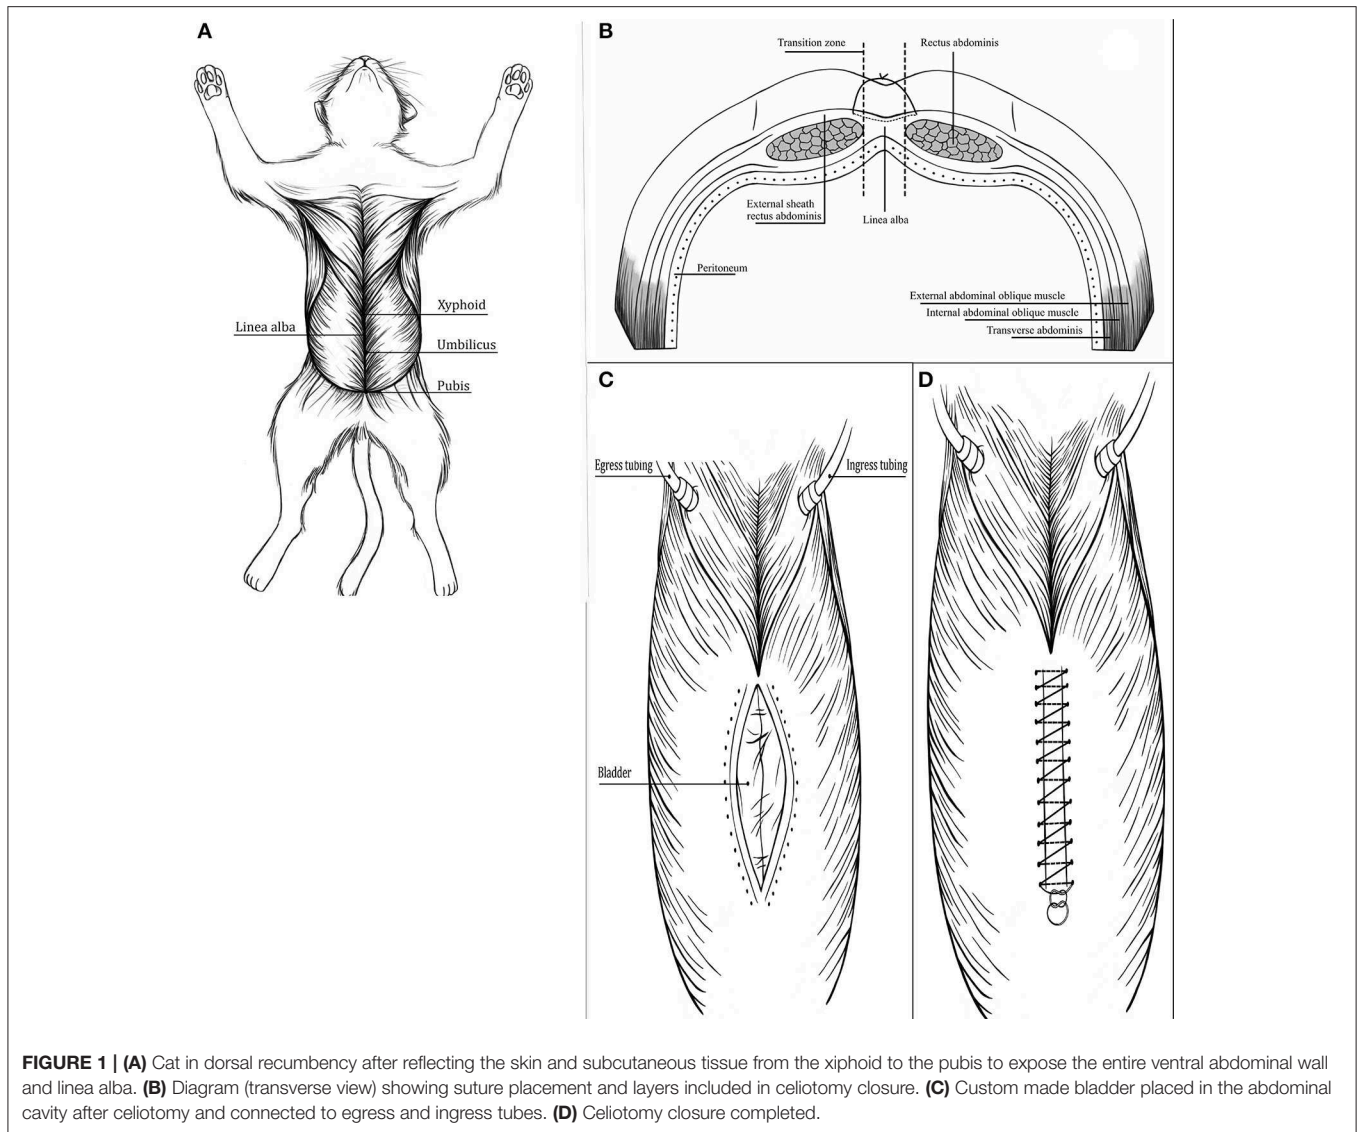 A
Xyphoid
Linea alba
Umbilicus
Pubis
B
Transition zone
Rectus abdominis
External sheath
rectus abdominis
Linea alba
Peritoneum
External abdominal oblique muscle
Internal abdominal oblique muscle
Transverse abdominis
C
Egress tubing
Ingress tubing
Bladder
D
FIGURE 1 | (A) Cat in dorsal recumbency after reflecting the skin and subcutaneous tissue from the xiphoid to the pubis to expose the entire ventral abdominal wall
and linea alba. (B) Diagram (transverse view) showing suture placement and layers included in celiotomy closure. (C) Custom made bladder placed in the abdominal
cavity after celiotomy and connected to egress and ingress tubes. (D) Celiotomy closure completed.